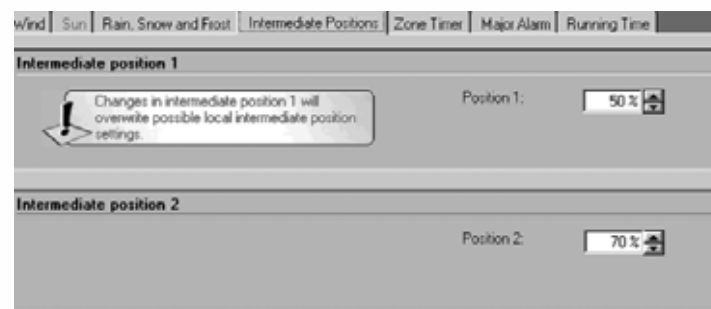 Wind Sun Rain, Snow and Frost Intermediate Positions Zone Timer Major Alarm Running Time
Intermediate position 1
Changes in intermediate position 1 will
overwrite possible local intermediate position
settings.
Position 1: 50 %
Intermediate position 2
Position 2: 70 %